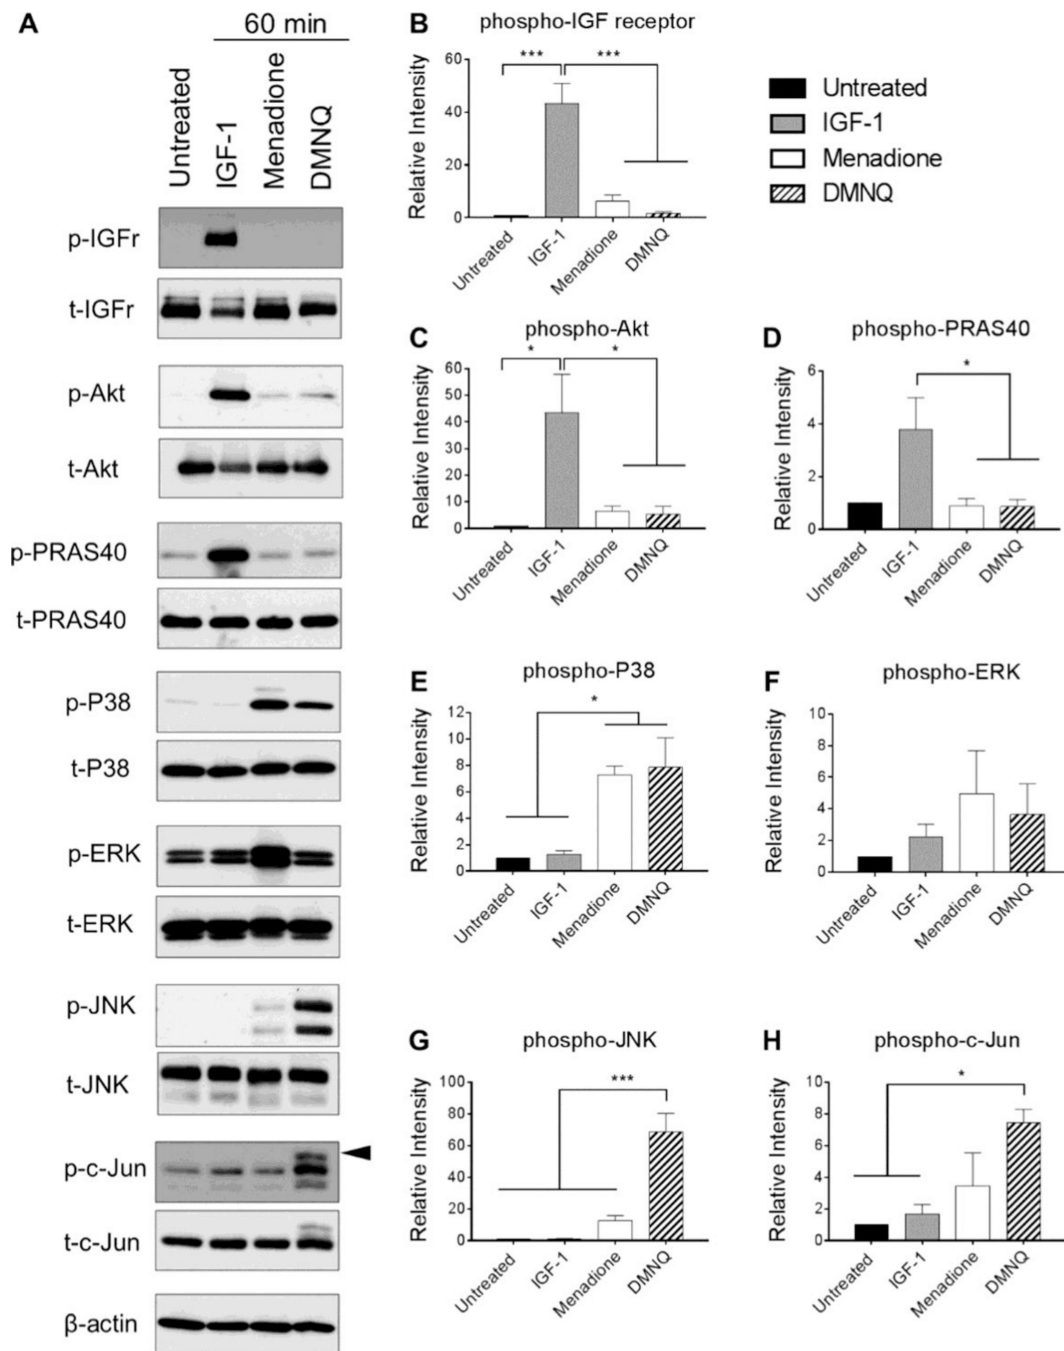 A
60 min
Untreated
IGF-1
Menadione
DMNQ
p-IGFr
t-IGFr
p-Akt
t-Akt
p-PRAS40
t-PRAS40
p-P38
t-P38
p-ERK
t-ERK
p-JNK
t-JNK
p-c-Jun
t-c-Jun
β-actin
B
phospho-IGF receptor
*** ***
Relative Intensity
60
40
20
0
Untreated
IGF-1
Menadione
DMNQ
Untreated
IGF-1
Menadione
DMNQ
C
phospho-Akt
* *
Relative Intensity
60
50
40
30
20
10
0
Untreated
IGF-1
Menadione
DMNQ
D
phospho-PRAS40
*
Relative Intensity
6
4
2
0
Untreated
IGF-1
Menadione
DMNQ
E
phospho-P38
*
Relative Intensity
12
10
8
6
4
2
0
Untreated
IGF-1
Menadione
DMNQ
F
phospho-ERK
Relative Intensity
10
8
6
4
2
0
Untreated
IGF-1
Menadione
DMNQ
G
phospho-JNK
***
Relative Intensity
100
80
60
40
20
0
Untreated
IGF-1
Menadione
DMNQ
H
phospho-c-Jun
*
Relative Intensity
10
8
6
4
2
0
Untreated
IGF-1
Menadione
DMNQ